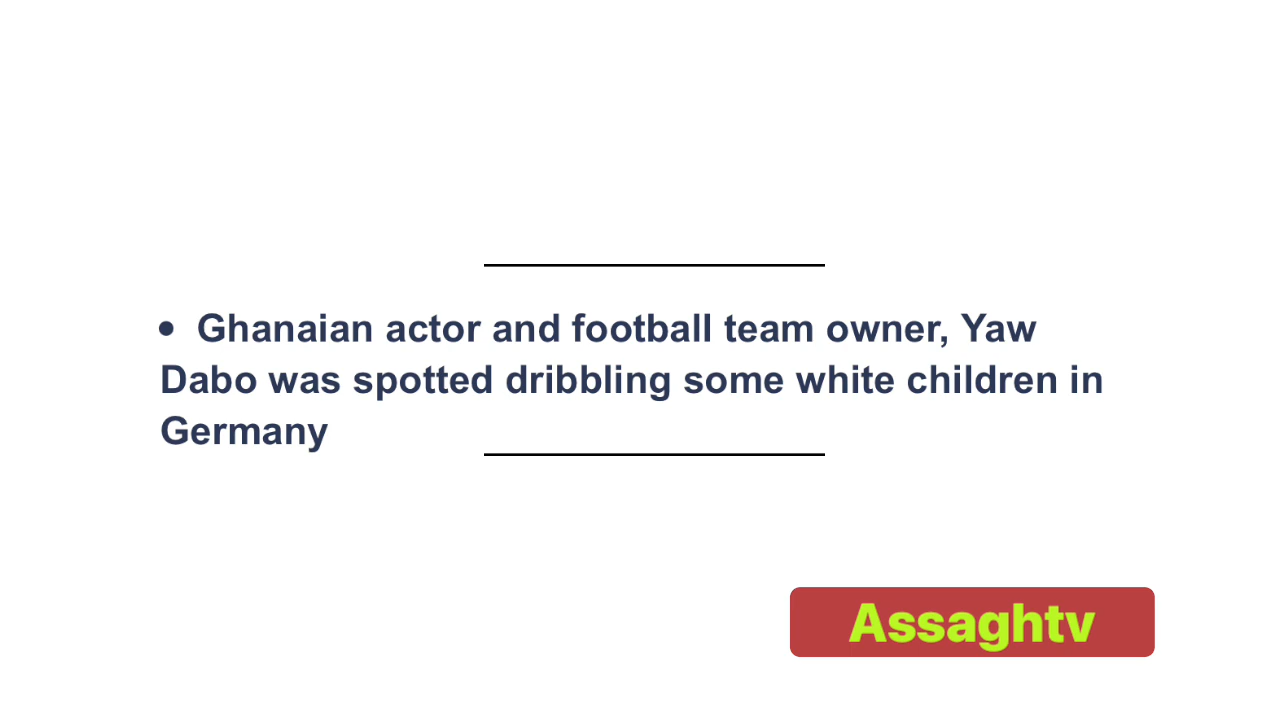 • Ghanaian actor and football team owner, Yaw
Dabo was spotted dribbling some white children in
Germany
Assaghtv